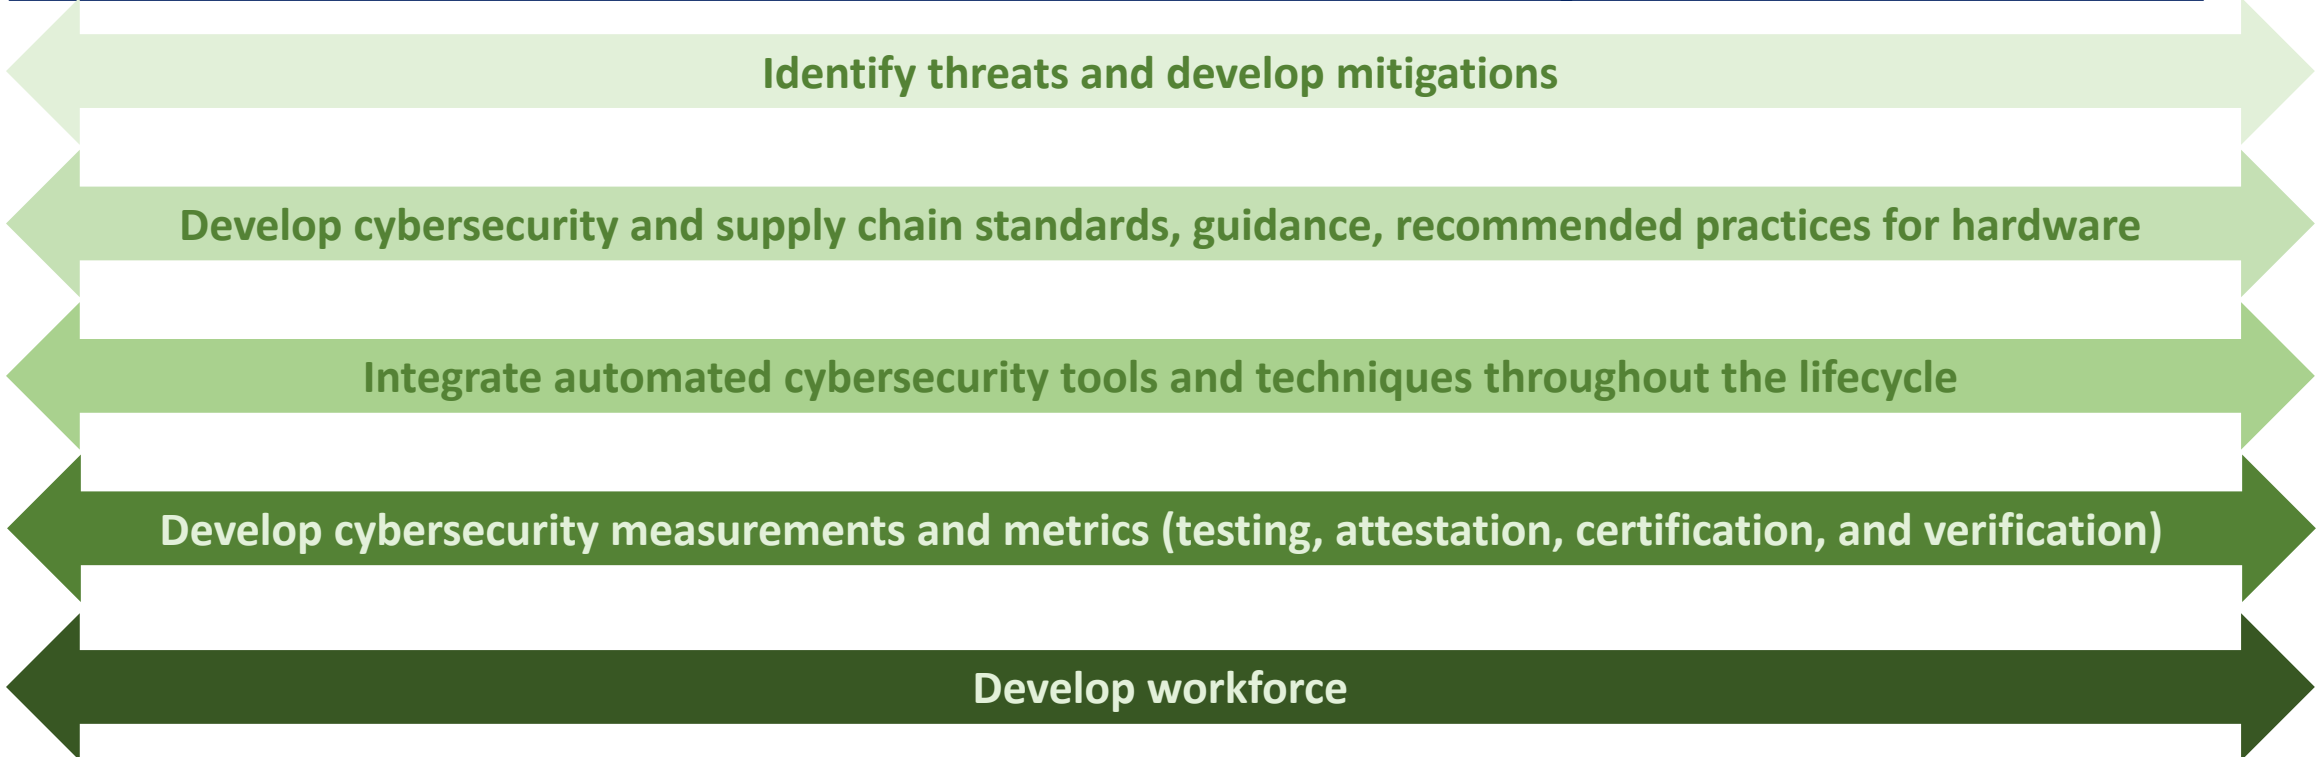 Identify threats and develop mitigations
Develop cybersecurity and supply chain standards, guidance, recommended practices for hardware
Integrate automated cybersecurity tools and techniques throughout the lifecycle
Develop cybersecurity measurements and metrics (testing, attestation, certification, and verification)
Develop workforce